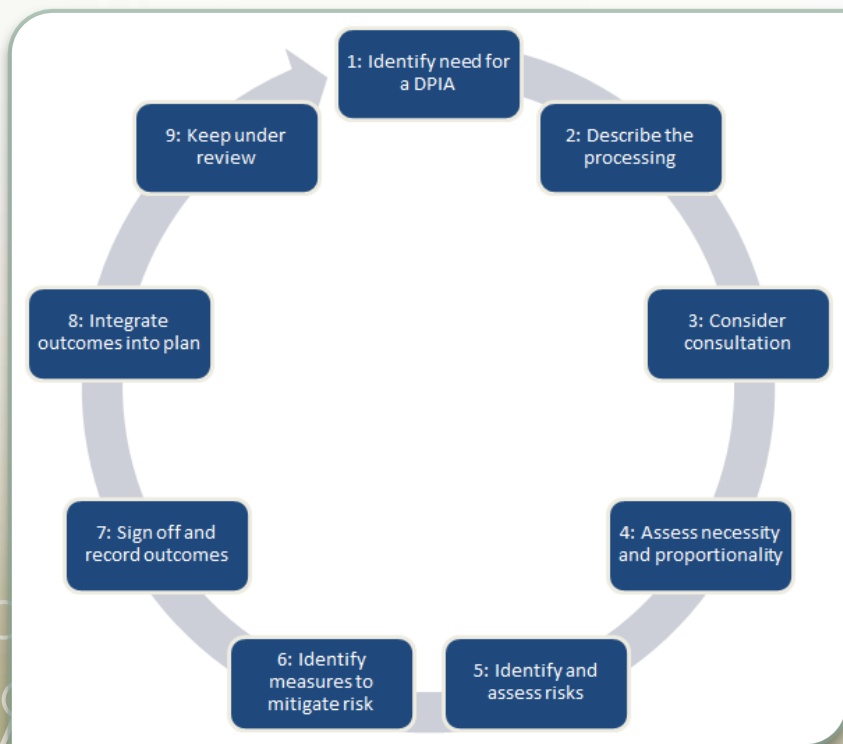 1: Identify need for
a DPIA
2: Describe the
processing
3: Consider
consultation
4: Assess necessity
and proportionality
5: Identify and
assess risks
6: Identify
measures to
mitigate risk
7: Sign off and
record outcomes
8: Integrate
outcomes into plan
9: Keep under
review